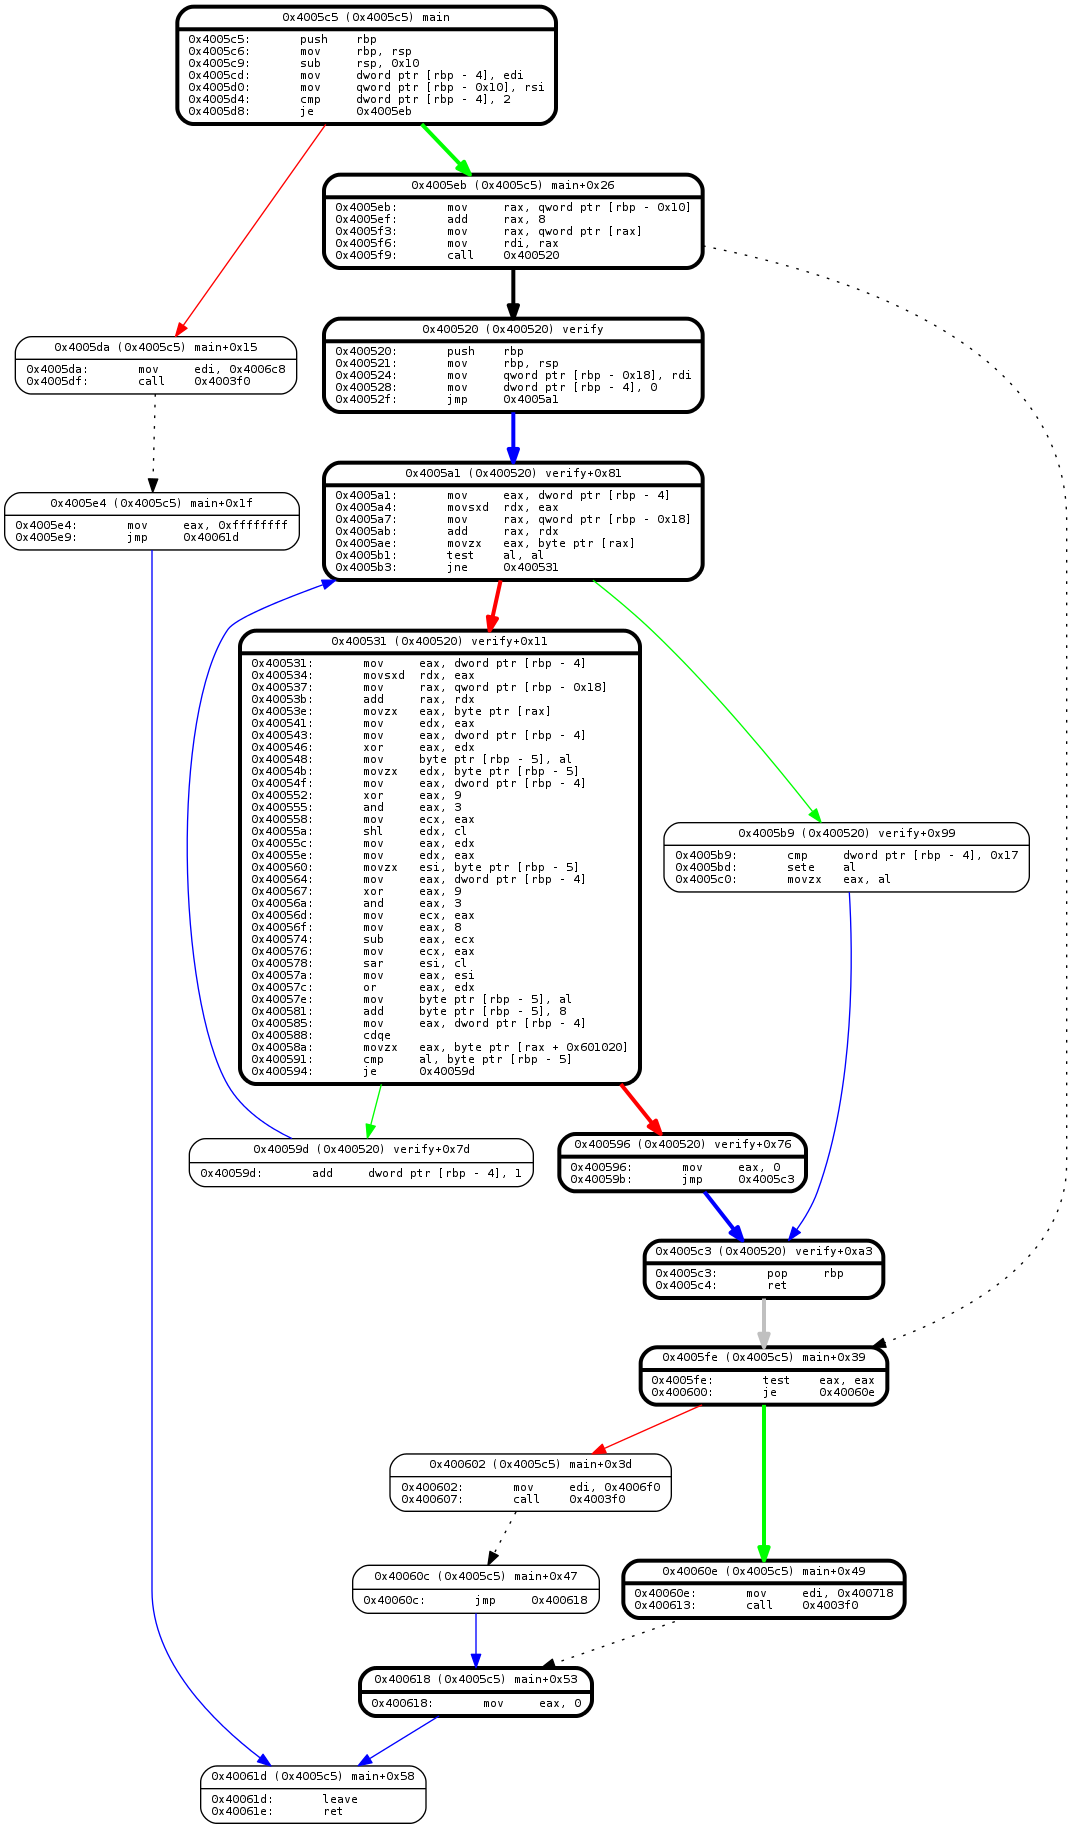 0x4005c5 (0x4005c5) main
0x4005c5: push rbp
0x4005c6: mov rbp, rsp
0x4005c9: sub rsp, 0x10
0x4005cd: mov dword ptr [rbp - 4], edi
0x4005d0: mov qword ptr [rbp - 0x10], rsi
0x4005d4: cmp dword ptr [rbp - 4], 2
0x4005d8: je 0x4005eb
0x4005eb (0x4005c5) main+0x26
0x4005eb: mov rax, qword ptr [rbp - 0x10]
0x4005ef: add rax, 8
0x4005f3: mov rax, qword ptr [rax]
0x4005f6: mov rdi, rax
0x4005f9: call 0x400520
0x400520 (0x400520) verify
0x400520: push rbp
0x400521: mov rbp, rsp
0x400524: mov qword ptr [rbp - 0x18], rdi
0x400528: mov dword ptr [rbp - 4], 0
0x40052f: jmp 0x4005a1
0x4005da (0x4005c5) main+0x15
0x4005da: mov edi, 0x4006c8
0x4005df: call 0x4003f0
0x4005e4 (0x4005c5) main+0x1f
0x4005e4: mov eax, 0xffffffff
0x4005e9: jmp 0x40061d
0x4005a1 (0x400520) verify+0x81
0x4005a1: mov eax, dword ptr [rbp - 4]
0x4005a4: movsxd rdx, eax
0x4005a7: mov rax, qword ptr [rbp - 0x18]
0x4005ab: add rax, rdx
0x4005ae: movzx eax, byte ptr [rax]
0x4005b1: test al, al
0x4005b3: jne 0x400531
0x400531 (0x400520) verify+0x11
0x400531: mov eax, dword ptr [rbp - 4]
0x400534: movsxd rdx, eax
0x400537: mov rax, qword ptr [rbp - 0x18]
0x40053b: add rax, rdx
0x40053e: movzx eax, byte ptr [rax]
0x400541: mov edx, eax
0x400543: mov eax, dword ptr [rbp - 4]
0x400546: xor eax, edx
0x400548: mov byte ptr [rbp - 5], al
0x40054b: movzx edx, byte ptr [rbp - 5]
0x40054f: mov eax, dword ptr [rbp - 4]
0x400552: xor eax, 9
0x400555: and eax, 3
0x400558: mov ecx, eax
0x40055a: shl edx, cl
0x40055c: mov eax, edx
0x40055e: mov edx, eax
0x400560: movzx esi, byte ptr [rbp - 5]
0x400564: mov eax, dword ptr [rbp - 4]
0x400567: xor eax, 9
0x40056a: and eax, 3
0x40056d: mov ecx, eax
0x40056f: mov eax, 8
0x400574: sub eax, ecx
0x400576: mov ecx, eax
0x400578: sar esi, cl
0x40057a: mov eax, esi
0x40057c: or eax, edx
0x40057e: mov byte ptr [rbp - 5], al
0x400581: add byte ptr [rbp - 5], 8
0x400585: mov eax, dword ptr [rbp - 4]
0x400588: cdqe
0x40058a: movzx eax, byte ptr [rax + 0x601020]
0x400591: cmp al, byte ptr [rbp - 5]
0x400594: je 0x40059d
0x4005b9 (0x400520) verify+0x99
0x4005b9: cmp dword ptr [rbp - 4], 0x17
0x4005bd: sete al
0x4005c0: movzx eax, al
0x40059d (0x400520) verify+0x7d
0x40059d: add dword ptr [rbp - 4], 1
0x400596 (0x400520) verify+0x76
0x400596: mov eax, 0
0x40059b: jmp 0x4005c3
0x4005c3 (0x400520) verify+0xa3
0x4005c3: pop rbp
0x4005c4: ret
0x4005fe (0x4005c5) main+0x39
0x4005fe: test eax, eax
0x400600: je 0x40060e
0x400602 (0x4005c5) main+0x3d
0x400602: mov edi, 0x4006f0
0x400607: call 0x4003f0
0x40060c (0x4005c5) main+0x47
0x40060c: jmp 0x400618
0x40060e (0x4005c5) main+0x49
0x40060e: mov edi, 0x400718
0x400613: call 0x4003f0
0x400618 (0x4005c5) main+0x53
0x400618: mov eax, 0
0x40061d (0x4005c5) main+0x58
0x40061d: leave
0x40061e: ret